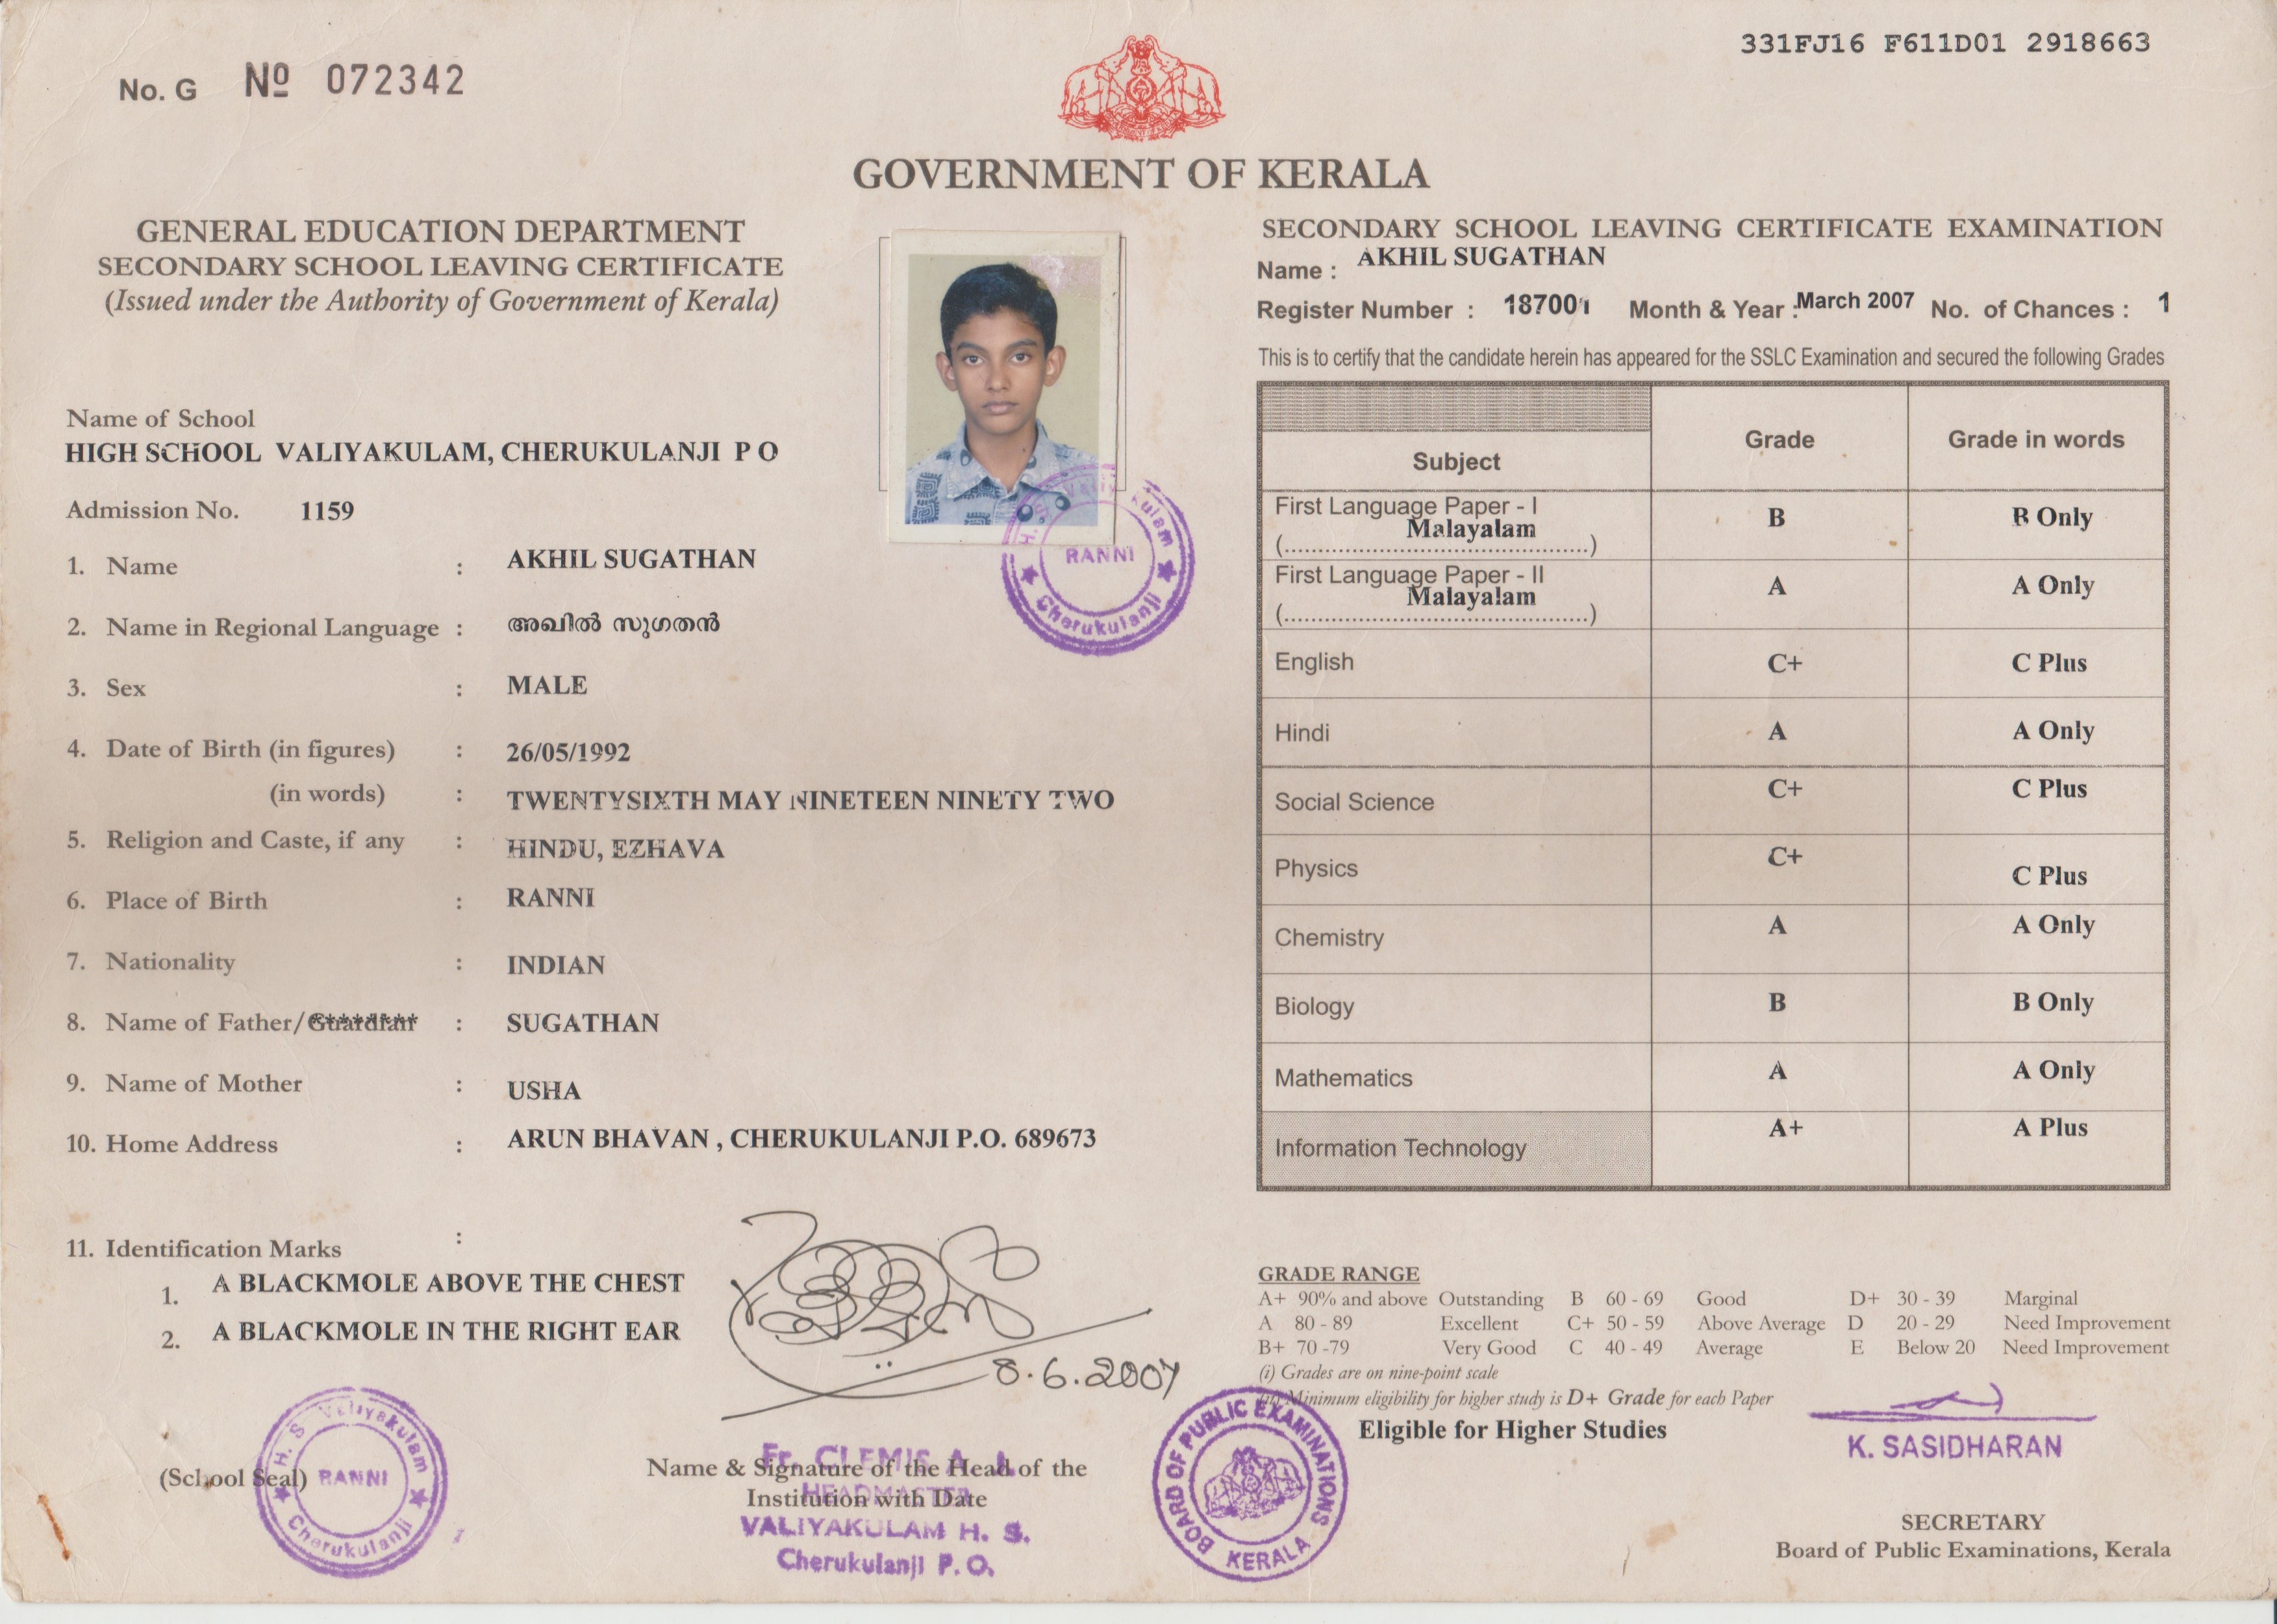 No. G No 072342
331FJ16 F611D01 2918663
GOVERNMENT OF KERALA
GENERAL EDUCATION DEPARTMENT
SECONDARY SCHOOL LEAVING CERTIFICATE
(Issued under the Authority of Government of Kerala)
Name of School
HIGH SCHOOL VALIYAKULAM, CHERUKULANJI P O
Admission No. 1159
1. Name : AKHIL SUGATHAN
2. Name in Regional Language : അഖിൽ സുഗതൻ
3. Sex : MALE
4. Date of Birth (in figures) : 26/05/1992
(in words) : TWENTYSIXTH MAY NINETEEN NINETY TWO
5. Religion and Caste, if any : HINDU, EZHAVA
6. Place of Birth : RANNI
7. Nationality : INDIAN
8. Name of Father/Guardian : SUGATHAN
9. Name of Mother : USHA
10. Home Address : ARUN BHAVAN , CHERUKULANJI P.O. 689673
11. Identification Marks :
1. A BLACKMOLE ABOVE THE CHEST
2. A BLACKMOLE IN THE RIGHT EAR
8.6.2007
(School Seal)
H. S. Valiyakulam
RANNI
Cherukulanji
Name & Signature of the Head of the
Institution with Date
Fr. CLEMIS A. 
HEADMASTER
VALIYAKULAM H. S.
Cherukulanji P. O.
H. S. Valiyakulam
RANNI
Cherukulanji
SECONDARY SCHOOL LEAVING CERTIFICATE EXAMINATION
Name : AKHIL SUGATHAN
Register Number : 187001 Month & Year : March 2007 No. of Chances : 1
This is to certify that the candidate herein has appeared for the SSLC Examination and secured the following Grades
Subject Grade Grade in words
First Language Paper - I
(Malayalam) B B Only
First Language Paper - II
(Malayalam) A A Only
English C+ C Plus
Hindi A A Only
Social Science C+ C Plus
Physics C+ C Plus
Chemistry A A Only
Biology B B Only
Mathematics A A Only
Information Technology A+ A Plus
GRADE RANGE
A+ 90% and above Outstanding B 60 - 69 Good D+ 30 - 39 Marginal
A 80 - 89 Excellent C+ 50 - 59 Above Average D 20 - 29 Need Improvement
B+ 70 -79 Very Good C 40 - 49 Average E Below 20 Need Improvement
(i) Grades are on nine-point scale
(ii) Minimum eligibility for higher study is D+ Grade for each Paper
Eligible for Higher Studies
BOARD OF PUBLIC EXAMINATIONS
KERALA
K. SASIDHARAN
SECRETARY
Board of Public Examinations, Kerala